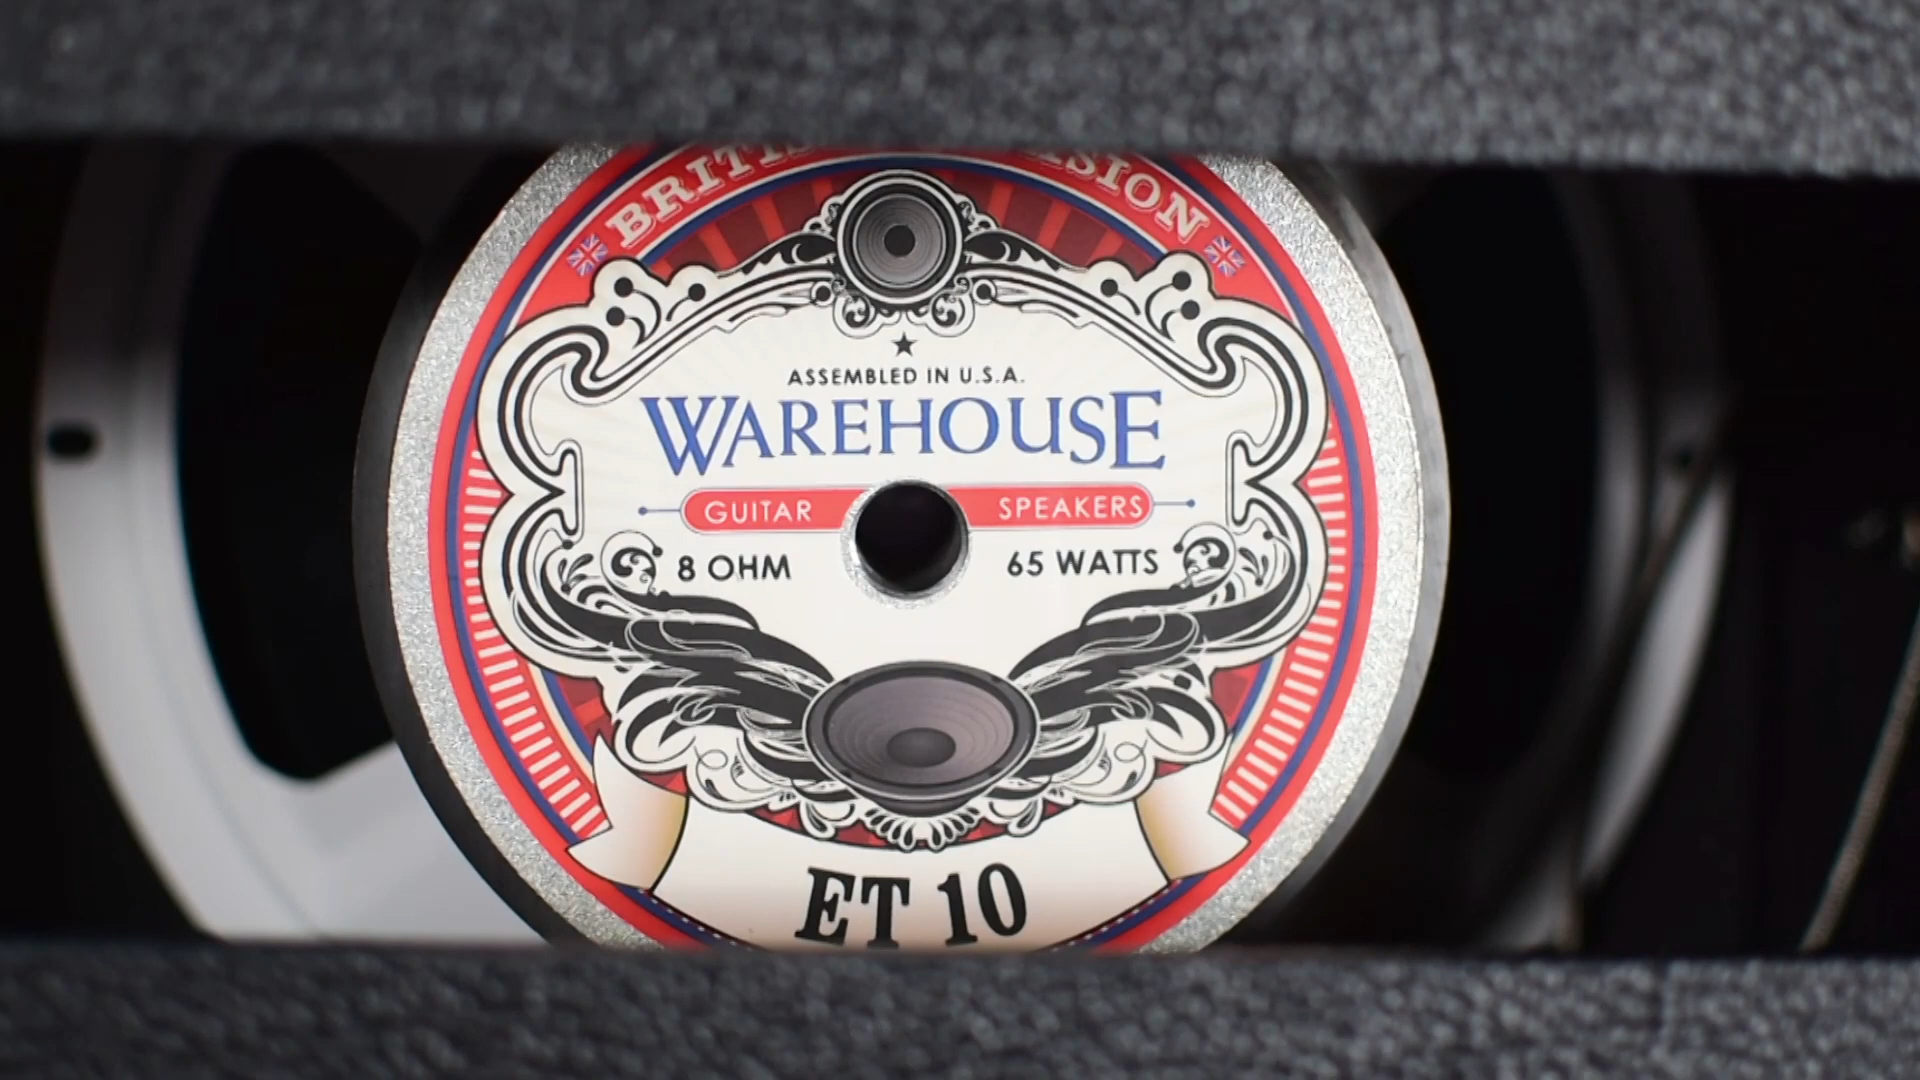 ASSEMBLED IN U.S.A.
WAREHOUSE
GUITAR SPEAKERS
8 OHM 65 WATTS
ET 10